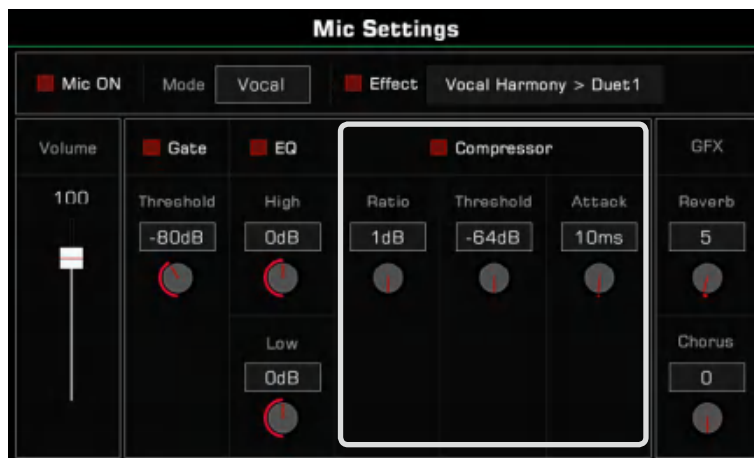 Mic Settings
Mic ON Mode Vocal Effect Vocal Harmony > Duet1
Volume Gate EQ Compressor GFX
100 Threshold High Ratio Threshold Attack Reverb
-80dB 0dB 1dB -64dB 10ms 5
Low Chorus
0dB 0